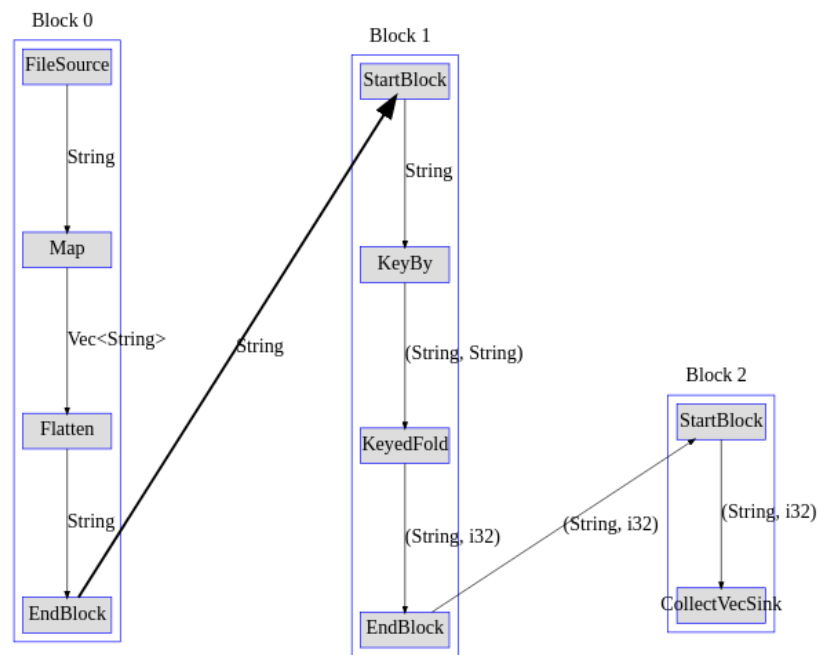 Block 0
FileSource
String
Map
Vec<String>
Flatten
String
EndBlock
String
Block 1
StartBlock
String
KeyBy
(String, String)
KeyedFold
(String, i32)
EndBlock
(String, i32)
Block 2
StartBlock
(String, i32)
CollectVecSink